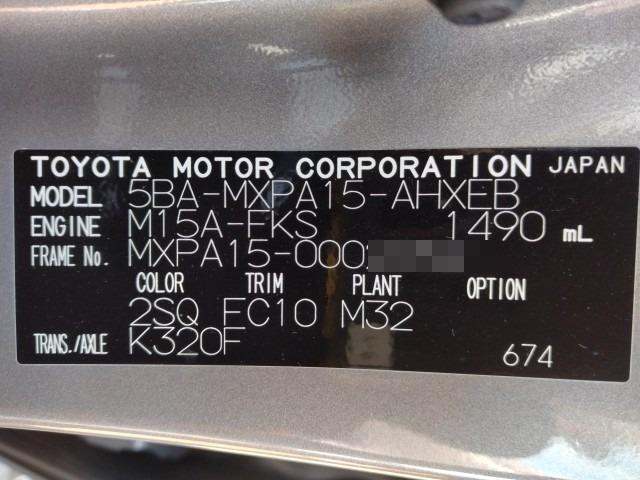 TOYOTA MOTOR CORPORATION JAPAN
MODEL 5BA-MXPA15-AHXEB
ENGINE M15A-FKS 1490 mL
FRAME No. MXPA15-000
COLOR TRIM PLANT OPTION
2SQ FC10 M32
TRANS./AXLE K320F
674